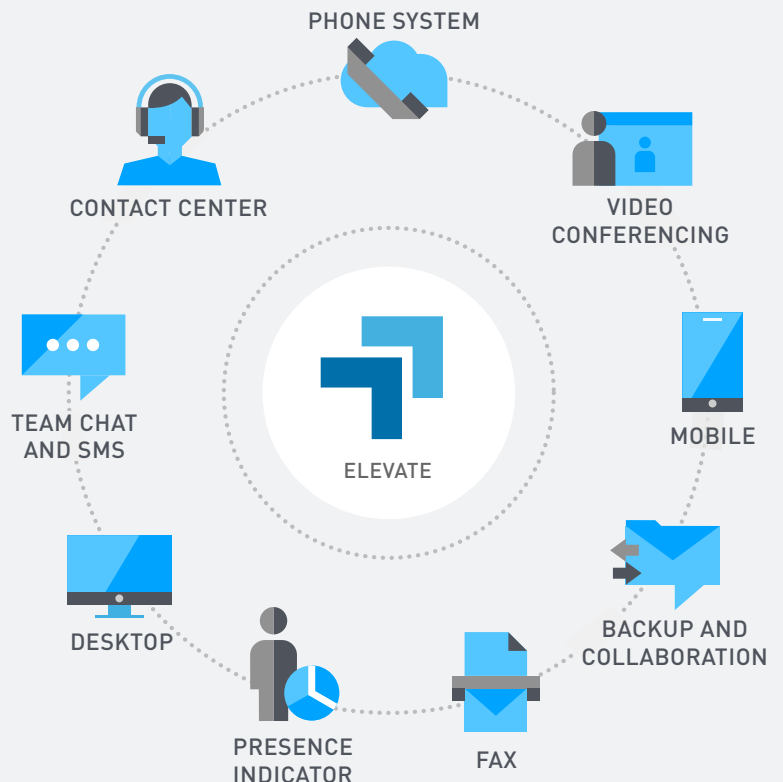 PHONE SYSTEM
CONTACT CENTER
VIDEO
CONFERENCING
TEAM CHAT
AND SMS
MOBILE
ELEVATE
DESKTOP
BACKUP AND
COLLABORATION
PRESENCE
INDICATOR
FAX